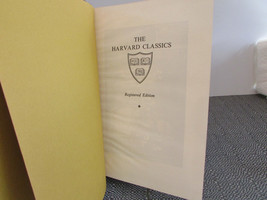 THE
HARVARD CLASSICS
Registered Edition